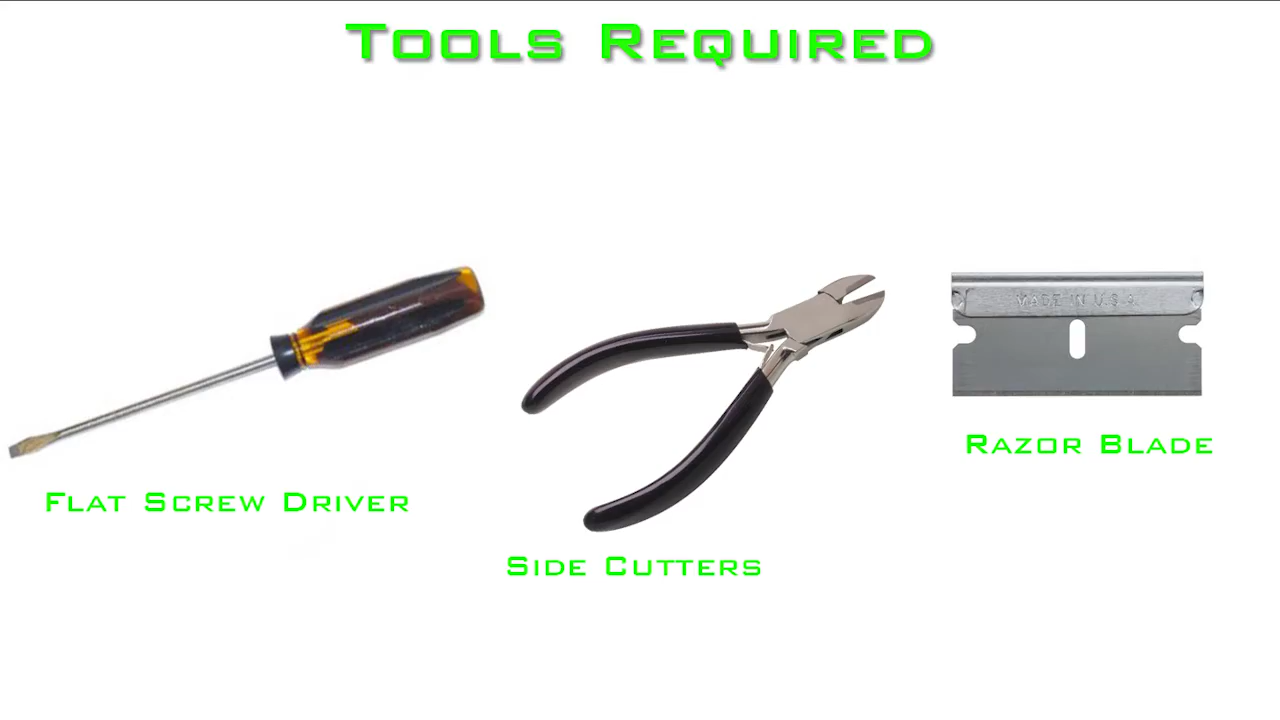 Tools Required
MADE IN U.S.A.
Razor Blade
Flat Screw Driver
Side Cutters